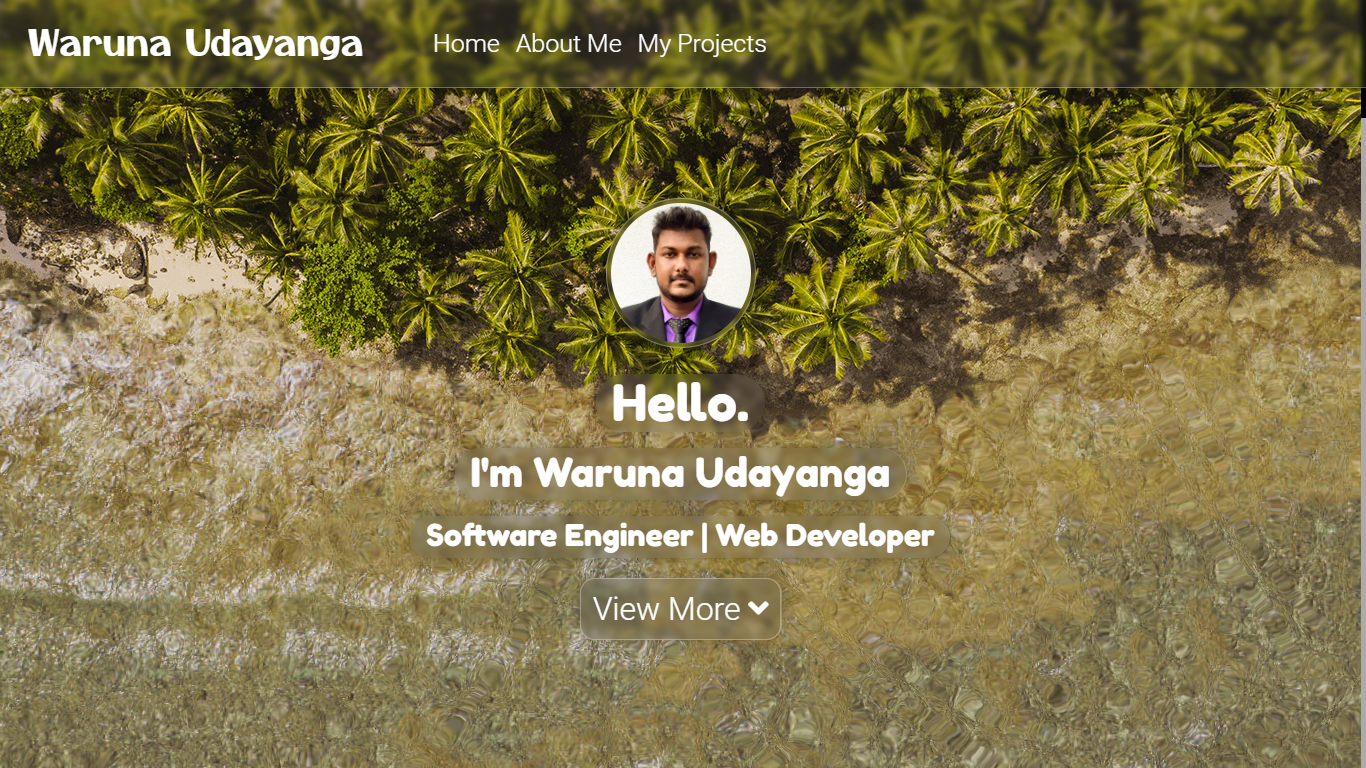 Waruna Udayanga
Home About Me My Projects
Hello.
I'm Waruna Udayanga
Software Engineer | Web Developer
View More